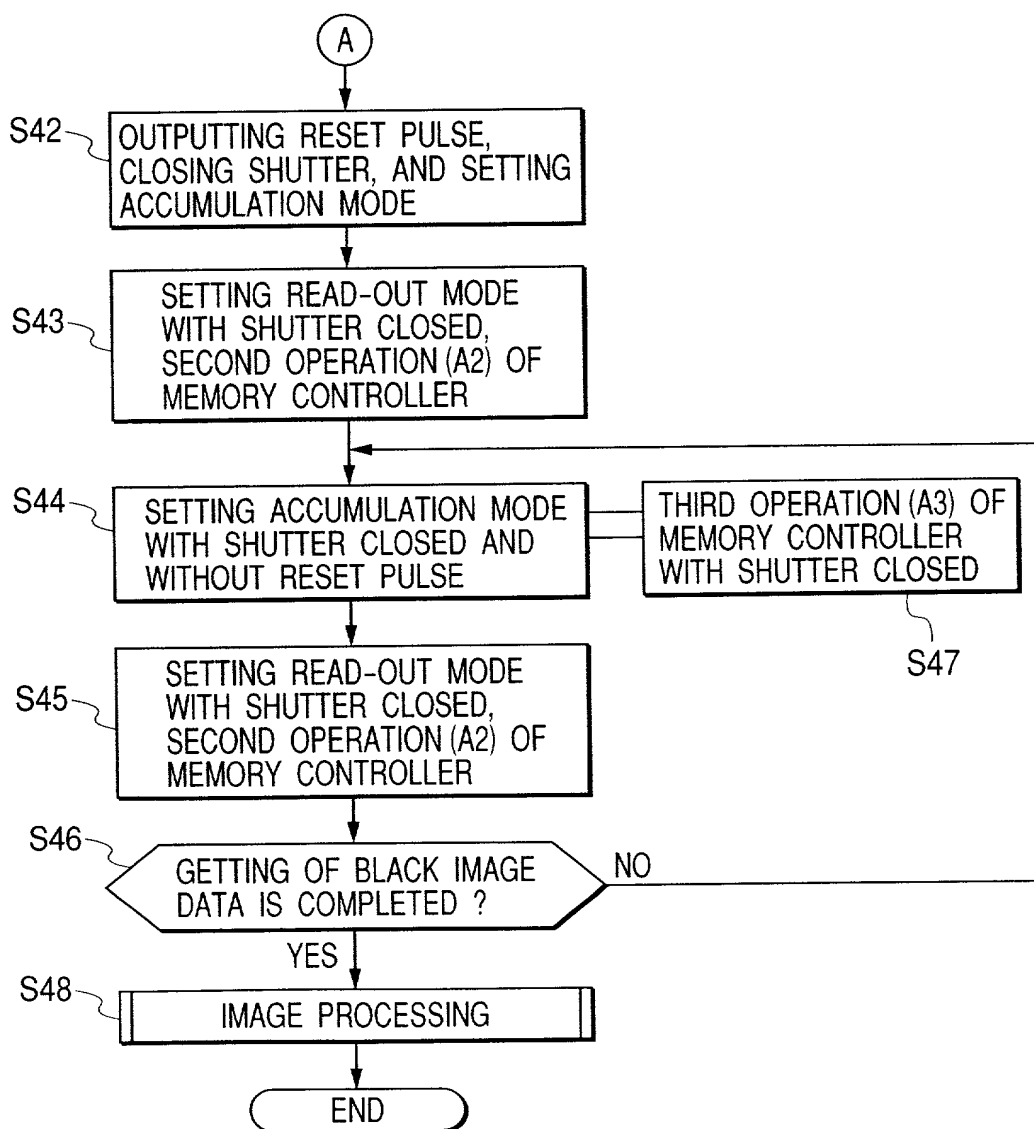 A
S42
OUTPUTTING RESET PULSE,
CLOSING SHUTTER, AND SETTING
ACCUMULATION MODE
S43
SETTING READ-OUT MODE
WITH SHUTTER CLOSED,
SECOND OPERATION (A2) OF
MEMORY CONTROLLER
S44
SETTING ACCUMULATION MODE
WITH SHUTTER CLOSED AND
WITHOUT RESET PULSE
THIRD OPERATION (A3) OF
MEMORY CONTROLLER
WITH SHUTTER CLOSED
S47
S45
SETTING READ-OUT MODE
WITH SHUTTER CLOSED,
SECOND OPERATION (A2) OF
MEMORY CONTROLLER
S46
GETTING OF BLACK IMAGE
DATA IS COMPLETED ?
NO
YES
S48
IMAGE PROCESSING
END